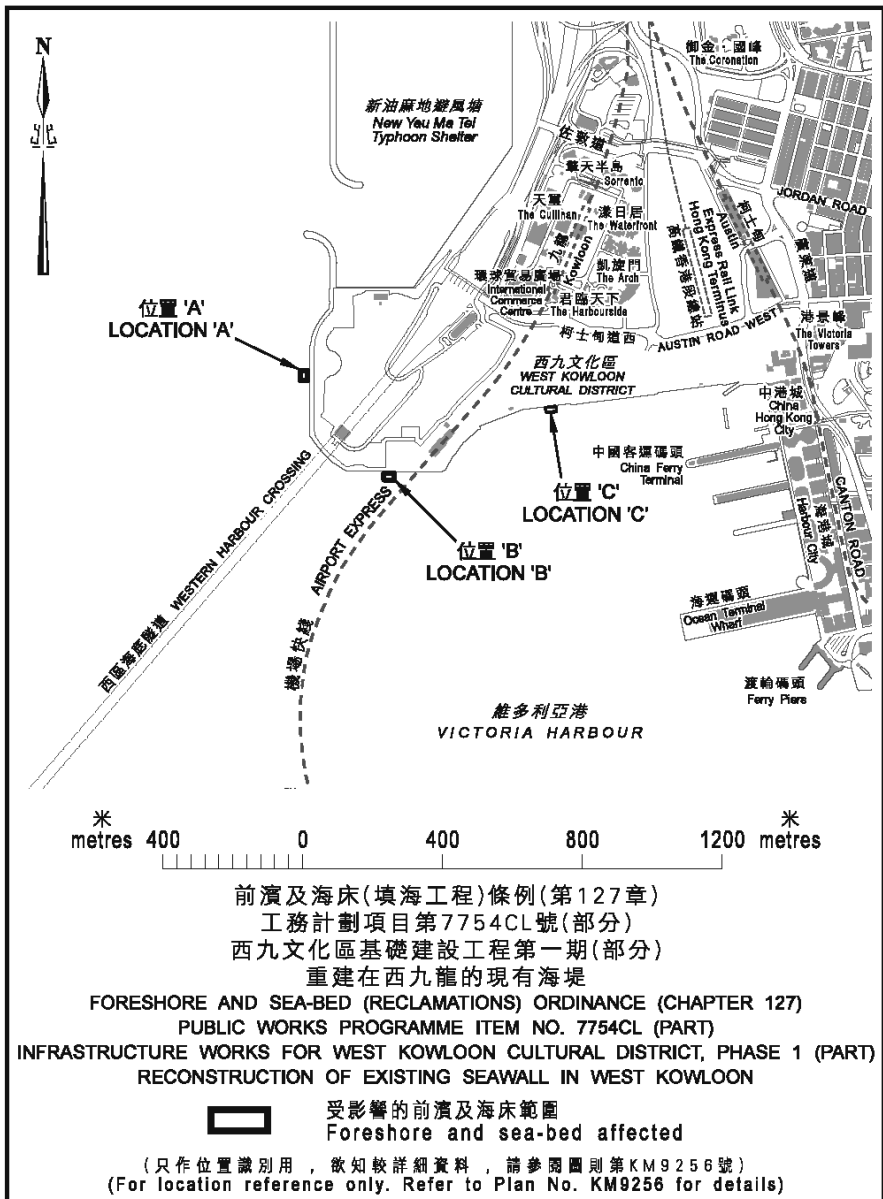 N
御金．國峰
The Coronation
新油麻地避風塘
New Yau Ma Tei
Typhoon Shelter
佐敦道
擎天半島
Sorrento
JORDAN ROAD
天璽
The Cullinan
漾日居
The Waterfront
九龍
Kowloon
柯士甸
Austin
Express Rail Link
Hong Kong Terminus
高鐵香港段總站
廣東道
凱旋門
The Arch
環球貿易廣場
International
Commerce
Centre
君臨天下
The Harbourside
柯士甸道西
AUSTIN ROAD WEST
港景峰
The Victoria
Towers
位置 'A'
LOCATION 'A'
西九文化區
WEST KOWLOON
CULTURAL DISTRICT
中港城
China
Hong Kong
City
中國客運碼頭
China Ferry
Terminal
位置 'C'
LOCATION 'C'
位置 'B'
LOCATION 'B'
西區海底隧道 WESTERN HARBOUR CROSSING
機場快綫 AIRPORT EXPRESS
海港城
Harbour City
CANTON ROAD
海運碼頭
Ocean Terminal
Wharf
渡輪碼頭
Ferry Piers
維多利亞港
VICTORIA HARBOUR
米 米
metres 400 0 400 800 1200 metres
前濱及海床(填海工程)條例(第127章)
工務計劃項目第7754CL號(部分)
西九文化區基礎建設工程第一期(部分)
重建在西九龍的現有海堤
FORESHORE AND SEA-BED (RECLAMATIONS) ORDINANCE (CHAPTER 127)
PUBLIC WORKS PROGRAMME ITEM NO. 7754CL (PART)
INFRASTRUCTURE WORKS FOR WEST KOWLOON CULTURAL DISTRICT, PHASE 1 (PART)
RECONSTRUCTION OF EXISTING SEAWALL IN WEST KOWLOON
受影響的前濱及海床範圍
Foreshore and sea-bed affected
(只作位置識別用，欲知較詳細資料，請參閱圖則第KM9256號)
(For location reference only. Refer to Plan No. KM9256 for details)